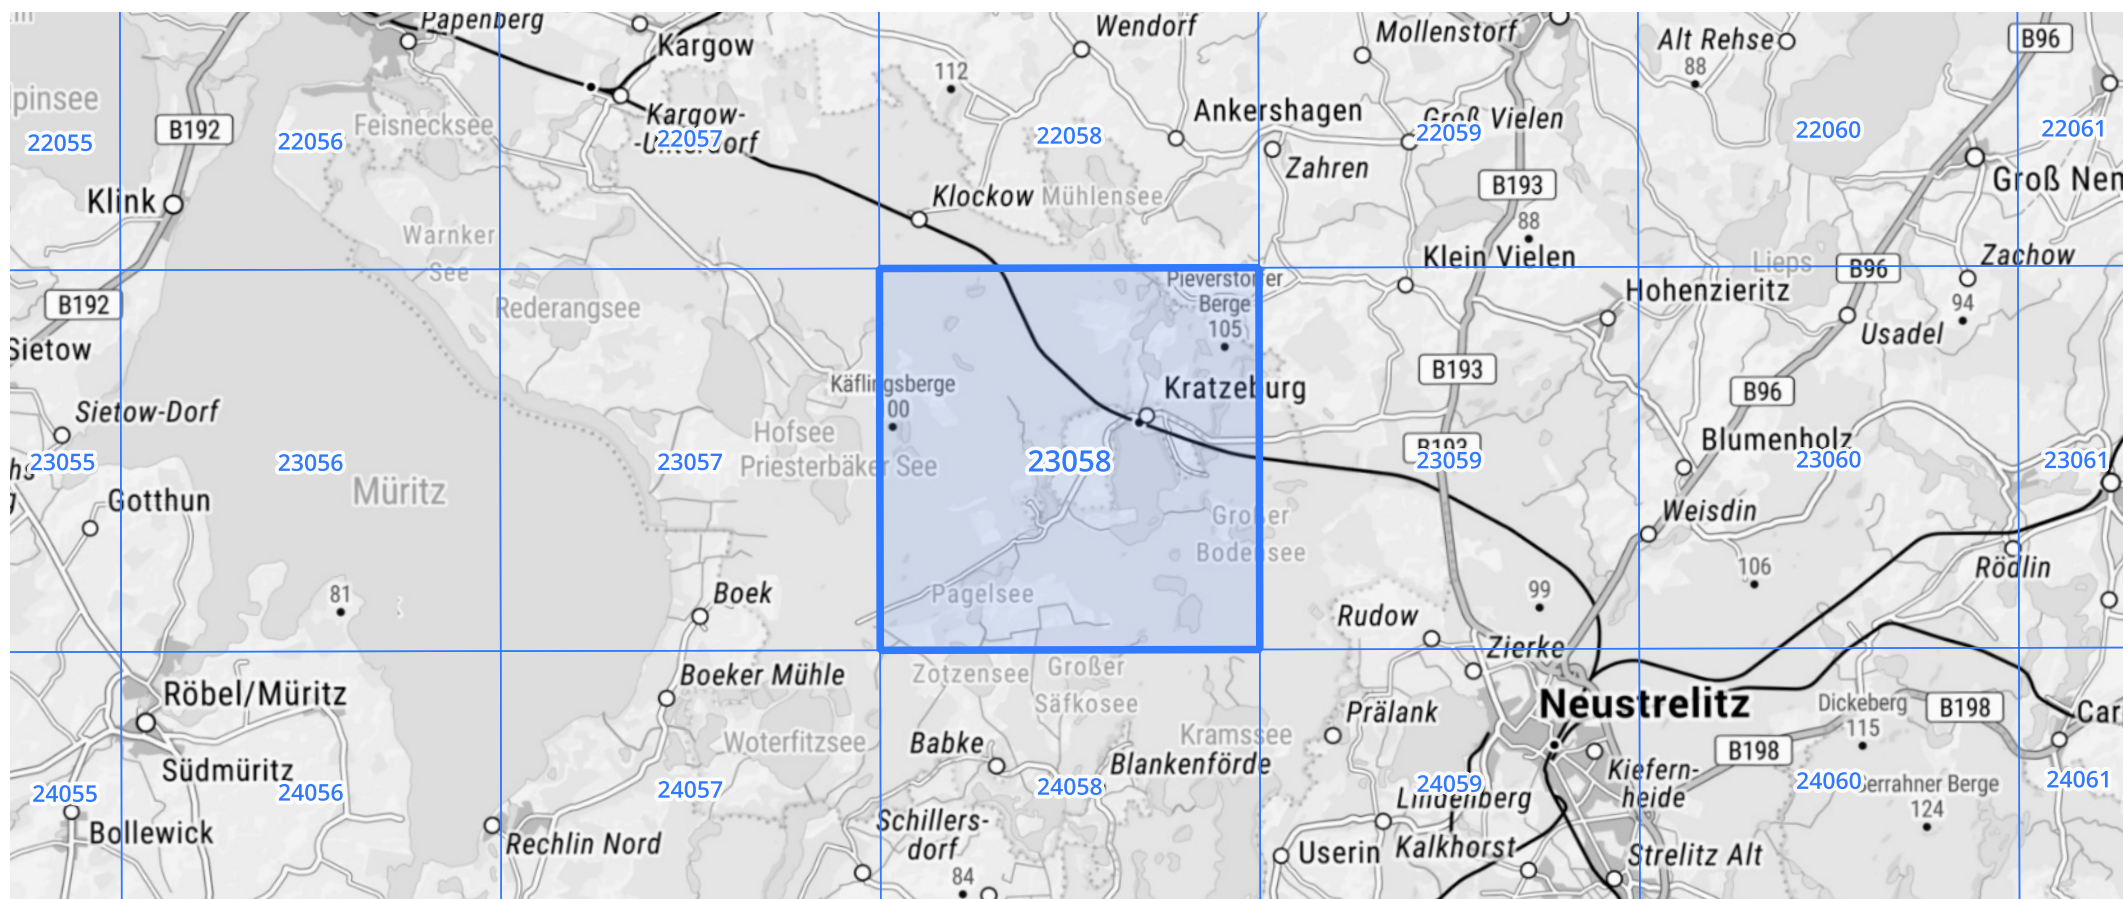 Papenberg
Kargow
Wendorf
Mollenstorf
Alt Rehse
88
B96
pinsee
112
B192
Feisnecksee
Kargow-
-Unterdorf
Ankershagen
Groß Vielen
22055
22056
22057
22058
22059
22060
22061
Zahren
Klink
Klockow
Mühlensee
B193
88
Groß Nem
Warnker
See
Klein Vielen
Lieps
B96
Zachow
94
B192
Rederangsee
Pieverstorfer
Berge
105
Hohenzieritz
Usadel
Sietow
Käflingsberge
00
Kratzeburg
B193
B96
Sietow-Dorf
Hofsee
Priesterbäker See
B193
Blumenholz
23055
23056
23057
23058
23059
23060
23061
Müritz
Gotthun
Großer
Bodensee
Weisdin
106
Rödlin
81
Boek
Pagelsee
99
Rudow
Zierke
Boeker Mühle
Zotzensee
Großer
Säfkosee
Röbel/Müritz
Neustrelitz
Dickeberg
115
B198
Car
Prälank
Woterfitzsee
Babke
Kramssee
Blankenförde
B198
Südmüritz
Kiefern-
heide
24055
24056
24057
24058
24059
24060
24061
Serrahner Berge
124
Lindenberg
Bollewick
Rechlin Nord
Schillers-
dorf
84
Userin
Kalkhorst
Strelitz Alt